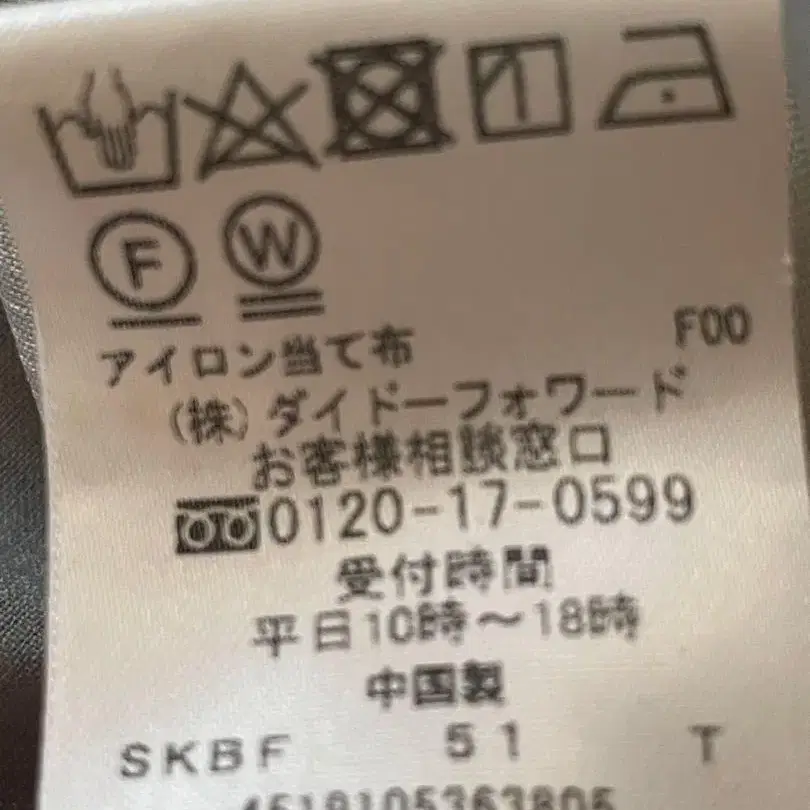 F W
アイロン当て布 F00
(株)ダイドーフォワード
お客様相談窓口
0120-17-0599
受付時間
平日10時～18時
中国製
SKBF 51 T
4519105363805